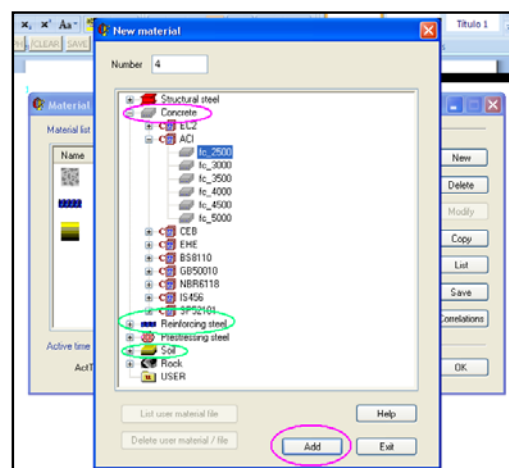 x, x' Aa
Título 1
/CLEAR SAVE
New material
Number 4
Structural steel
Concrete
EC2
ACI
fc_2500
fc_3000
fc_3500
fc_4000
fc_4500
fc_5000
CEB
EHE
BS8110
GB50010
NBR6118
IS456
SP52101
Reinforcing steel
Prestressing steel
Soil
Rock
USER
List user material file
Help
Delete user material / file
Add
Exit
Material
Material list
Name
Active time
ActT
New
Delete
Modify
Copy
List
Save
Correlations
OK